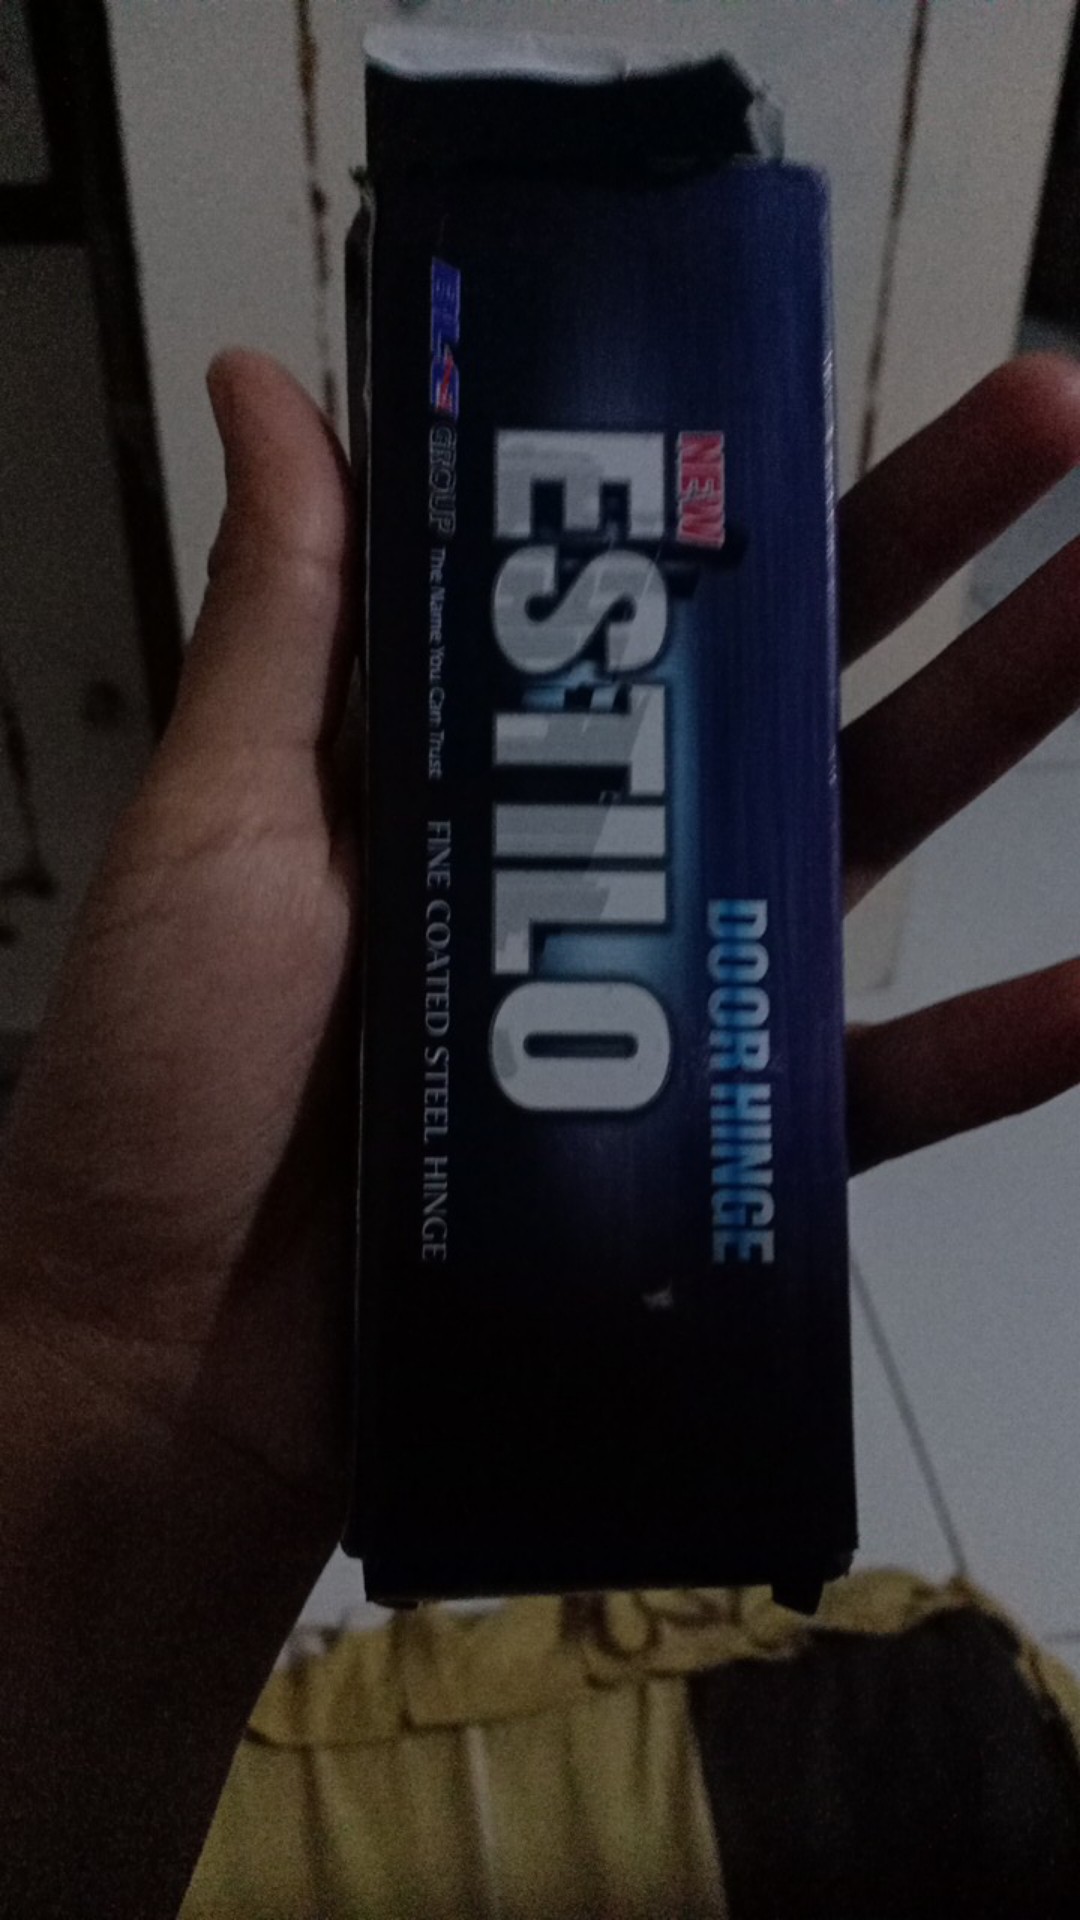 DOOR HINGE
NEW
ESTILO
GROUP The Name You Can Trust FINE COATED STEEL HINGE